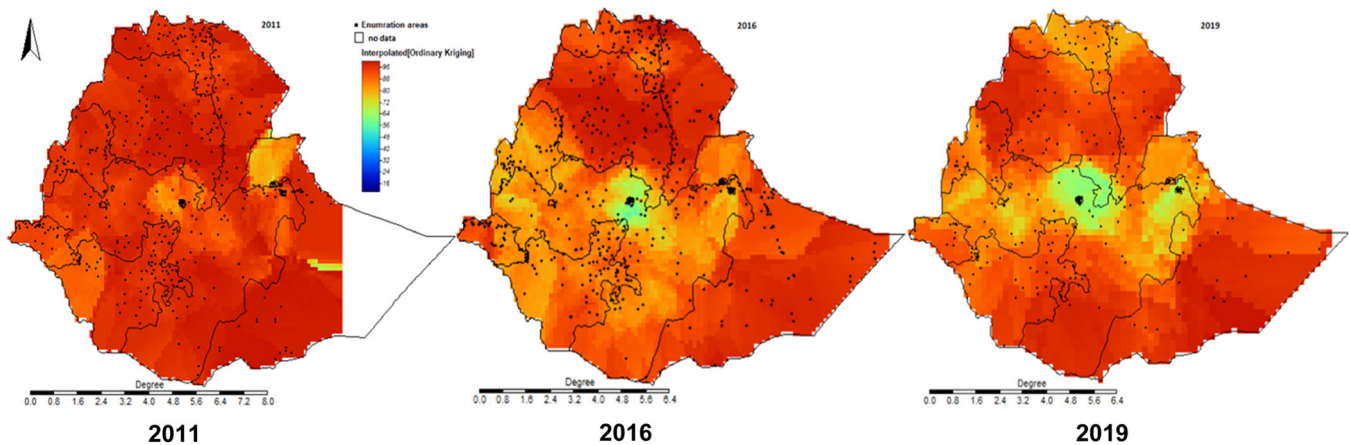 2011
Enumration areas
no data
Interpolated[Ordinary Kriging]
96
88
80
72
64
56
48
40
32
24
16
Degree
0.0 0.8 1.6 2.4 3.2 4.0 4.8 5.6 6.4 7.2 8.0
2011
2016
Degree
0.0 0.8 1.6 2.4 3.2 4.0 4.8 5.6 6.4
2016
2019
Degree
0.0 0.8 1.6 2.4 3.2 4.0 4.8 5.6 6.4
2019